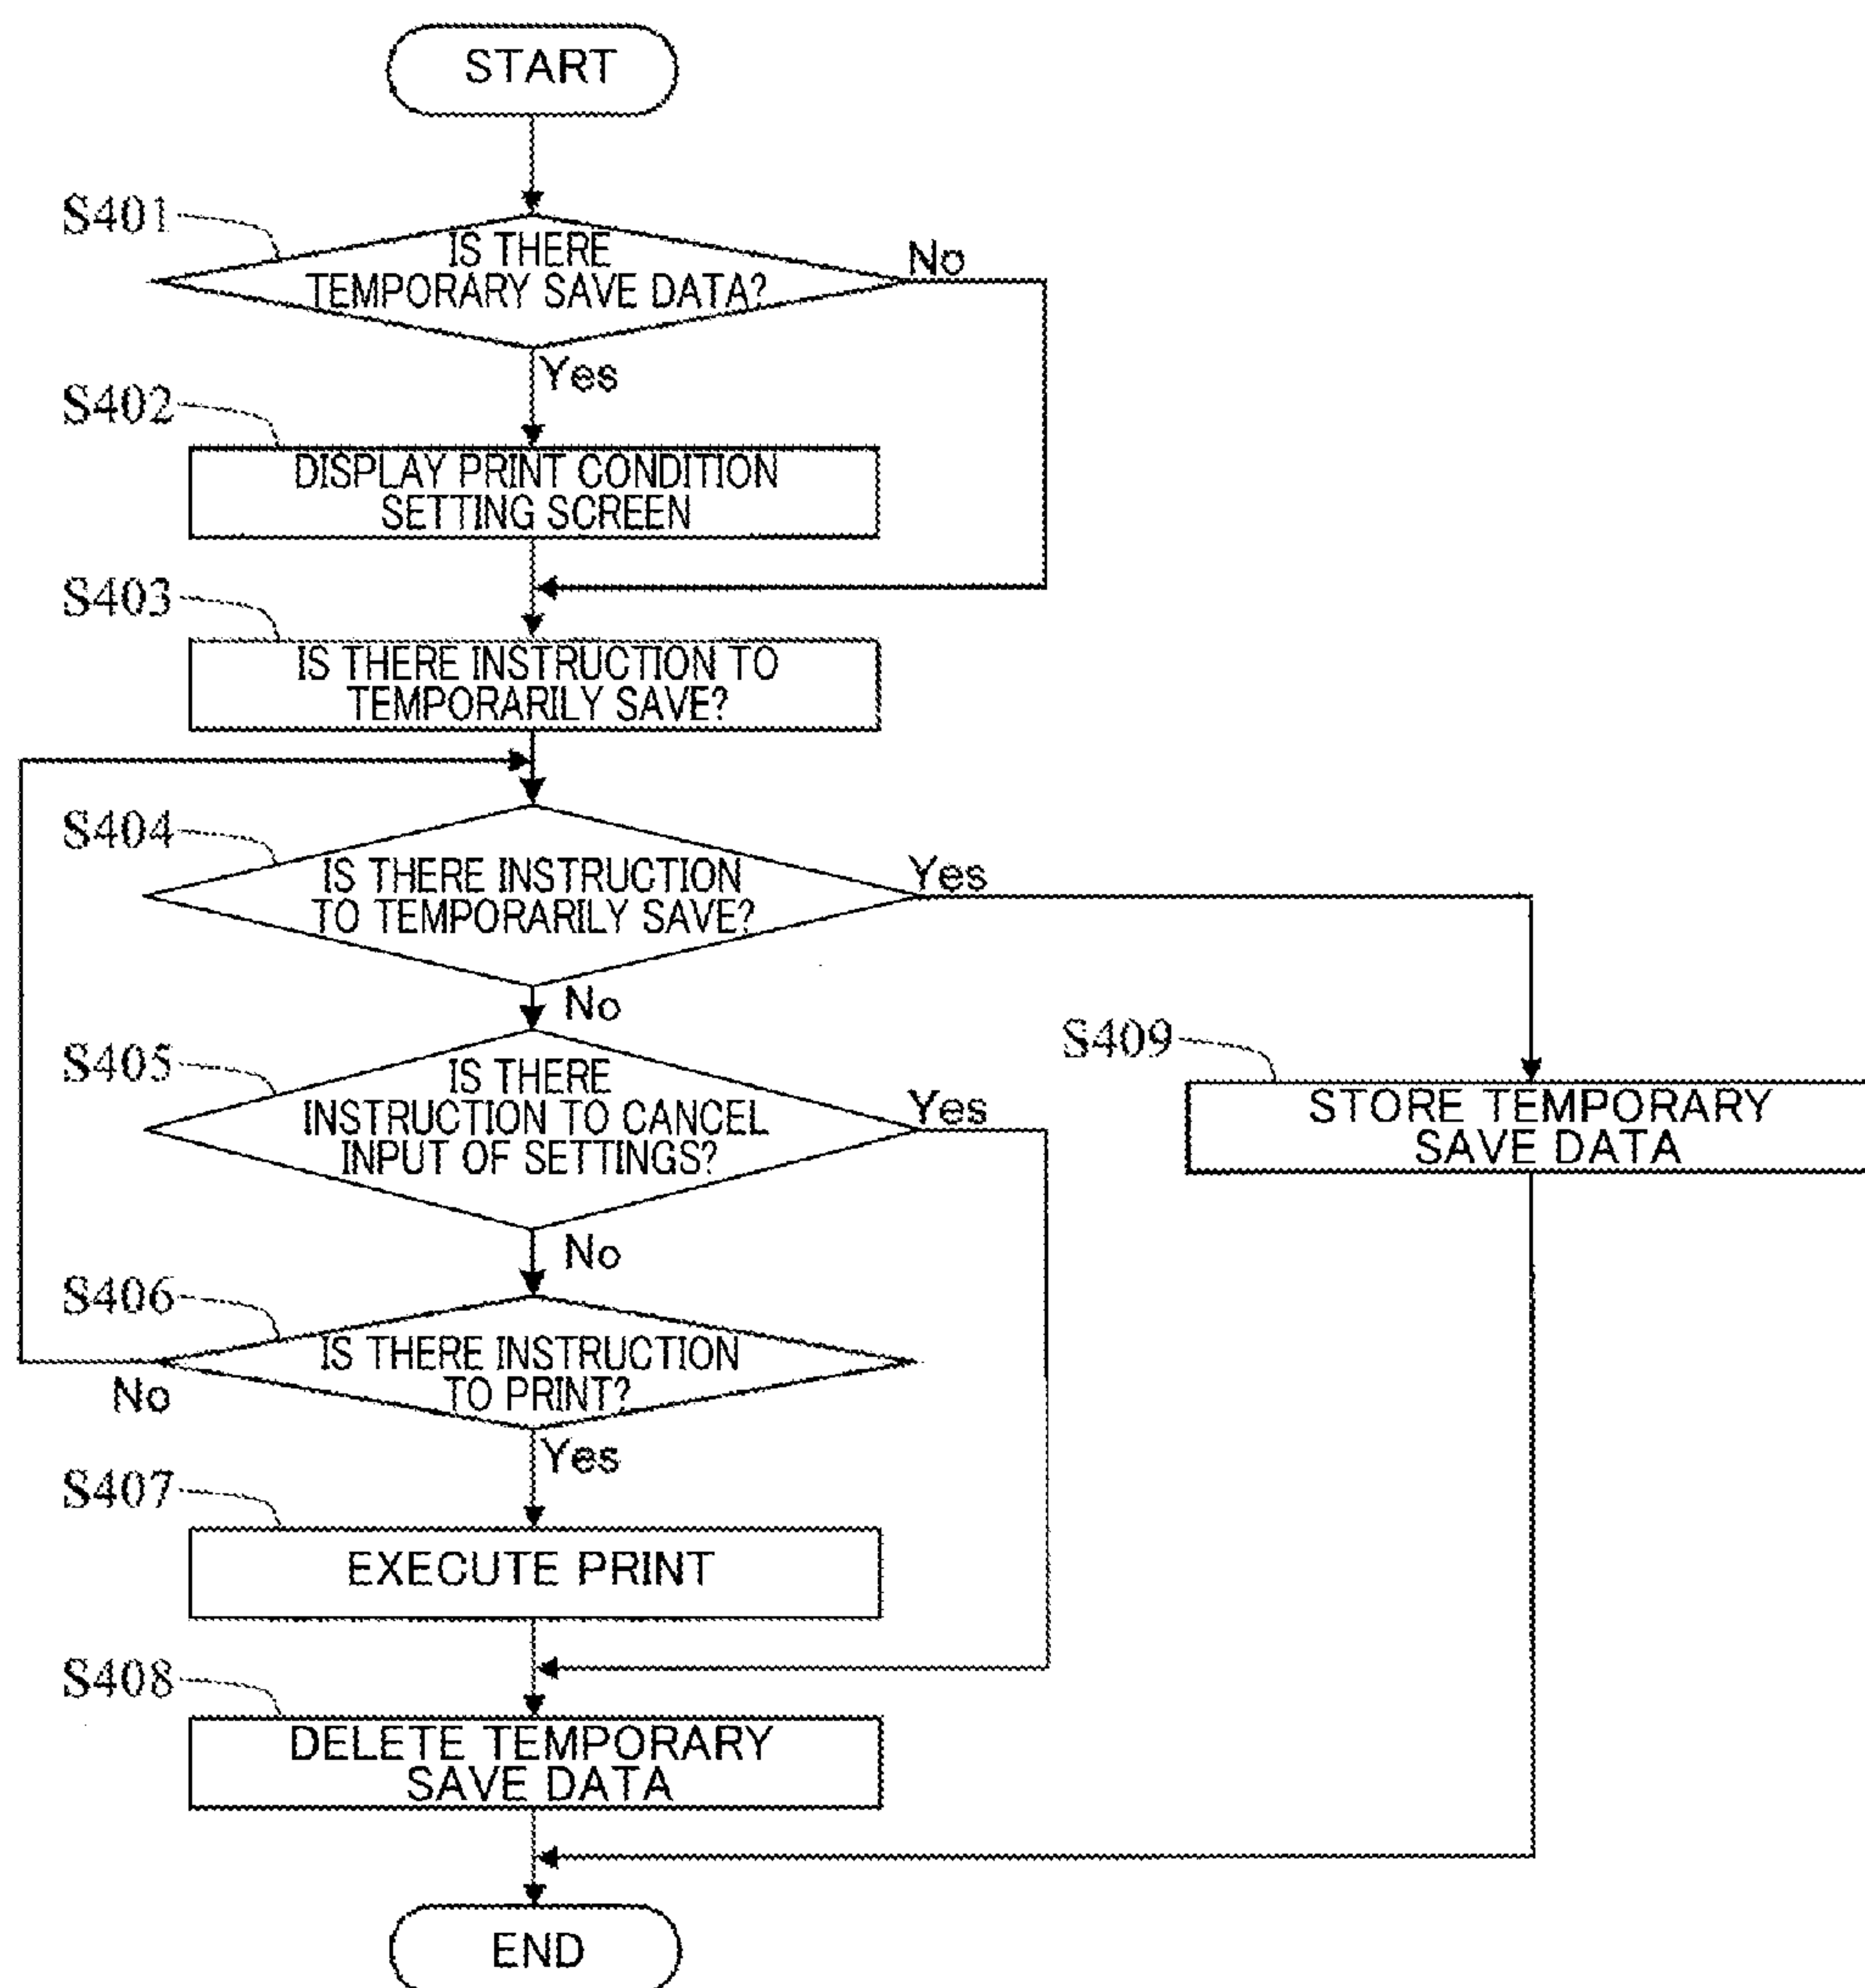 START
S401
IS THERE
TEMPORARY SAVE DATA?
No
Yes
S402
DISPLAY PRINT CONDITION
SETTING SCREEN
S403
IS THERE INSTRUCTION TO
TEMPORARILY SAVE?
S404
IS THERE INSTRUCTION
TO TEMPORARILY SAVE?
Yes
No
S405
IS THERE
INSTRUCTION TO CANCEL
INPUT OF SETTINGS?
Yes
No
S409
STORE TEMPORARY
SAVE DATA
S406
IS THERE INSTRUCTION
TO PRINT?
No
Yes
S407
EXECUTE PRINT
S408
DELETE TEMPORARY
SAVE DATA
END